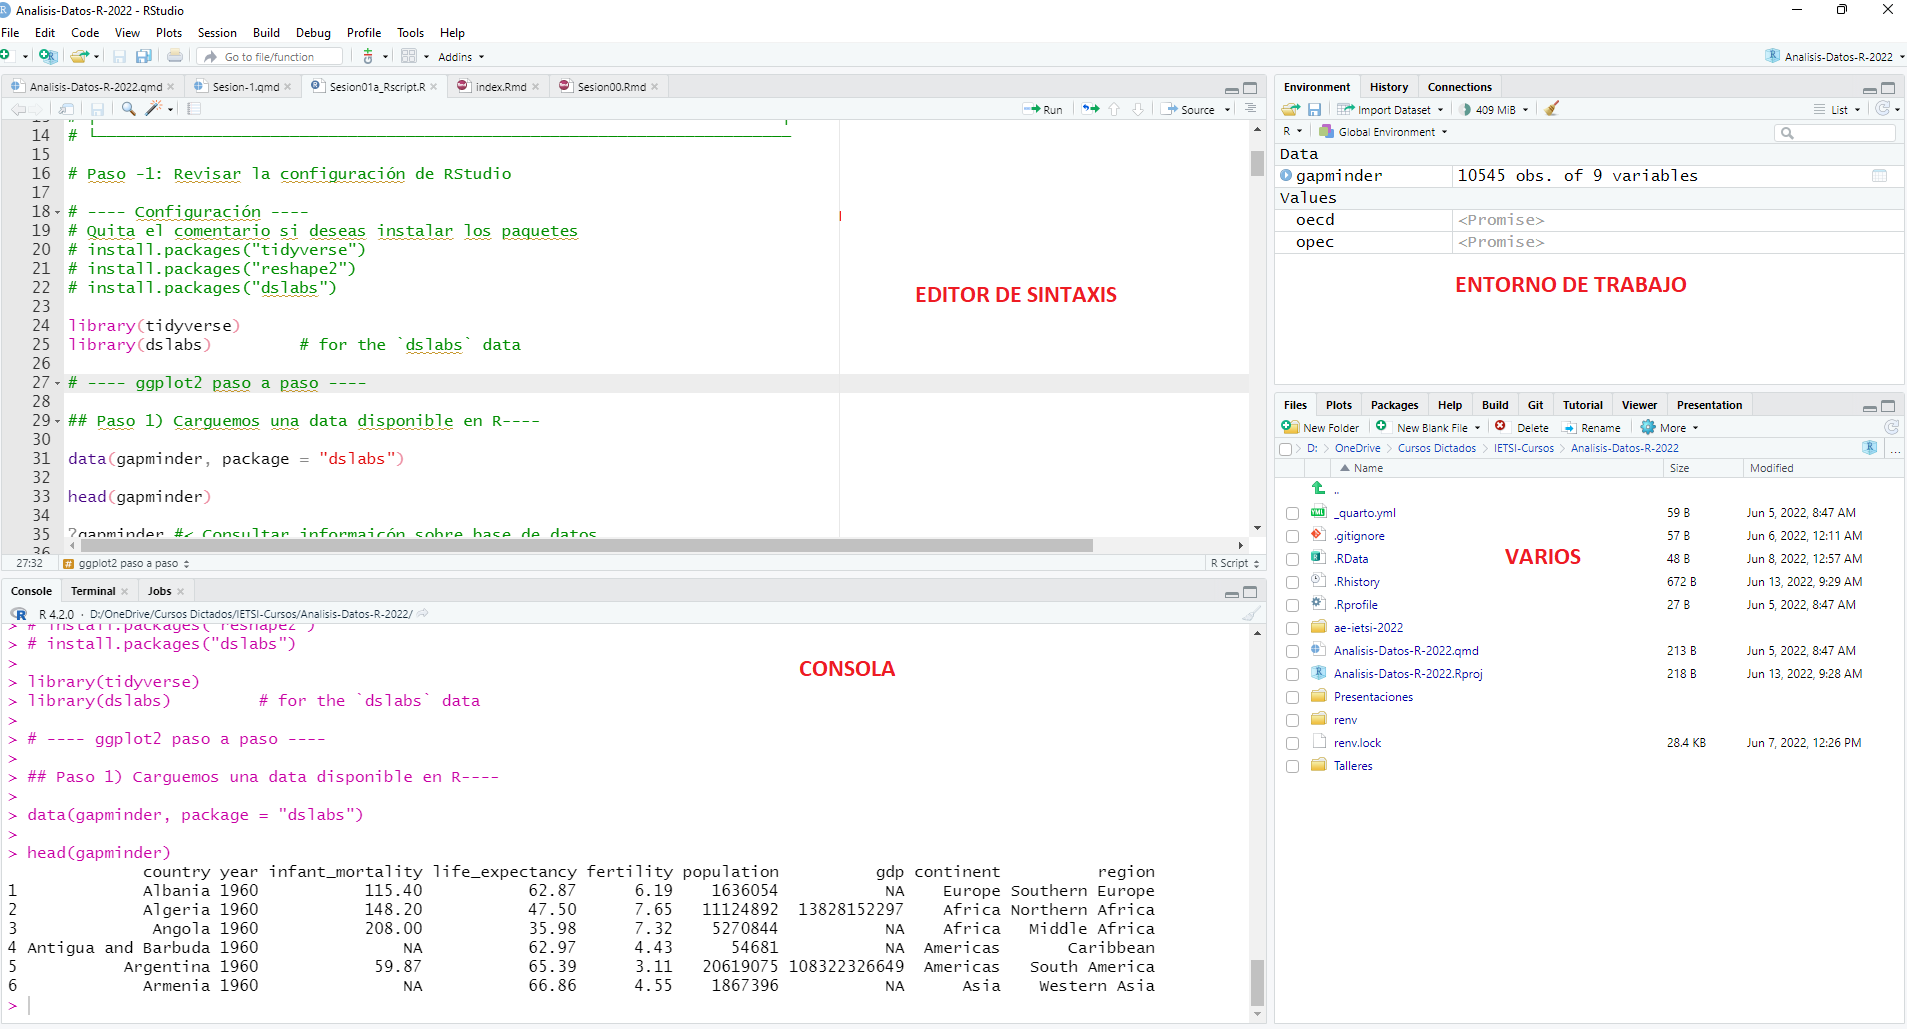 Analisis-Datos-R-2022 - RStudio
File Edit Code View Plots Session Build Debug Profile Tools Help
Go to file/function Addins Analisis-Datos-R-2022
Analisis-Datos-R-2022.qmd Sesion-1.qmd Sesion01a_Rscript.R index.Rmd Sesion00.Rmd
Run Source
14 #
15
16 # Paso -1: Revisar la configuración de RStudio
17
18 # ---- Configuración ----
19 # Quita el comentario si deseas instalar los paquetes
20 # install.packages("tidyverse")
21 # install.packages("reshape2")
22 # install.packages("dslabs")
23
24 library(tidyverse)
25 library(dslabs) # for the `dslabs` data
26
27 # ---- ggplot2 paso a paso ----
28
29 ## Paso 1) Carguemos una data disponible en R----
30
31 data(gapminder, package = "dslabs")
32
33 head(gapminder)
34
35 ?gapminder #< Consultar informaicón sobre base de datos
36
EDITOR DE SINTAXIS
27:32 # ggplot2 paso a paso R Script
Console Terminal Jobs
R 4.2.0 · D:/OneDrive/Cursos Dictados/IETSI-Cursos/Analisis-Datos-R-2022/
> # install.packages("reshape2")
> # install.packages("dslabs")
>
> library(tidyverse)
> library(dslabs) # for the `dslabs` data
>
> # ---- ggplot2 paso a paso ----
>
> ## Paso 1) Carguemos una data disponible en R----
>
> data(gapminder, package = "dslabs")
>
> head(gapminder)
country year infant_mortality life_expectancy fertility population gdp continent region
1 Albania 1960 115.40 62.87 6.19 1636054 NA Europe Southern Europe
2 Algeria 1960 148.20 47.50 7.65 11124892 13828152297 Africa Northern Africa
3 Angola 1960 208.00 35.98 7.32 5270844 NA Africa Middle Africa
4 Antigua and Barbuda 1960 NA 62.97 4.43 54681 NA Americas Caribbean
5 Argentina 1960 59.87 65.39 3.11 20619075 108322326649 Americas South America
6 Armenia 1960 NA 66.86 4.55 1867396 NA Asia Western Asia
>
CONSOLA
Environment History Connections
Import Dataset 409 MiB List
R Global Environment
Data
gapminder 10545 obs. of 9 variables
Values
oecd <Promise>
opec <Promise>
ENTORNO DE TRABAJO
Files Plots Packages Help Build Git Tutorial Viewer Presentation
New Folder New Blank File Delete Rename More
D: OneDrive Cursos Dictados IETSI-Cursos Analisis-Datos-R-2022 ...
Name Size Modified
..
_quarto.yml 59 B Jun 5, 2022, 8:47 AM
.gitignore 57 B Jun 6, 2022, 12:11 AM
.RData 48 B Jun 8, 2022, 12:57 AM
.Rhistory 672 B Jun 13, 2022, 9:29 AM
.Rprofile 27 B Jun 5, 2022, 8:47 AM
ae-ietsi-2022
Analisis-Datos-R-2022.qmd 213 B Jun 5, 2022, 8:47 AM
Analisis-Datos-R-2022.Rproj 218 B Jun 13, 2022, 9:28 AM
Presentaciones
renv
renv.lock 28.4 KB Jun 7, 2022, 12:26 PM
Talleres
VARIOS